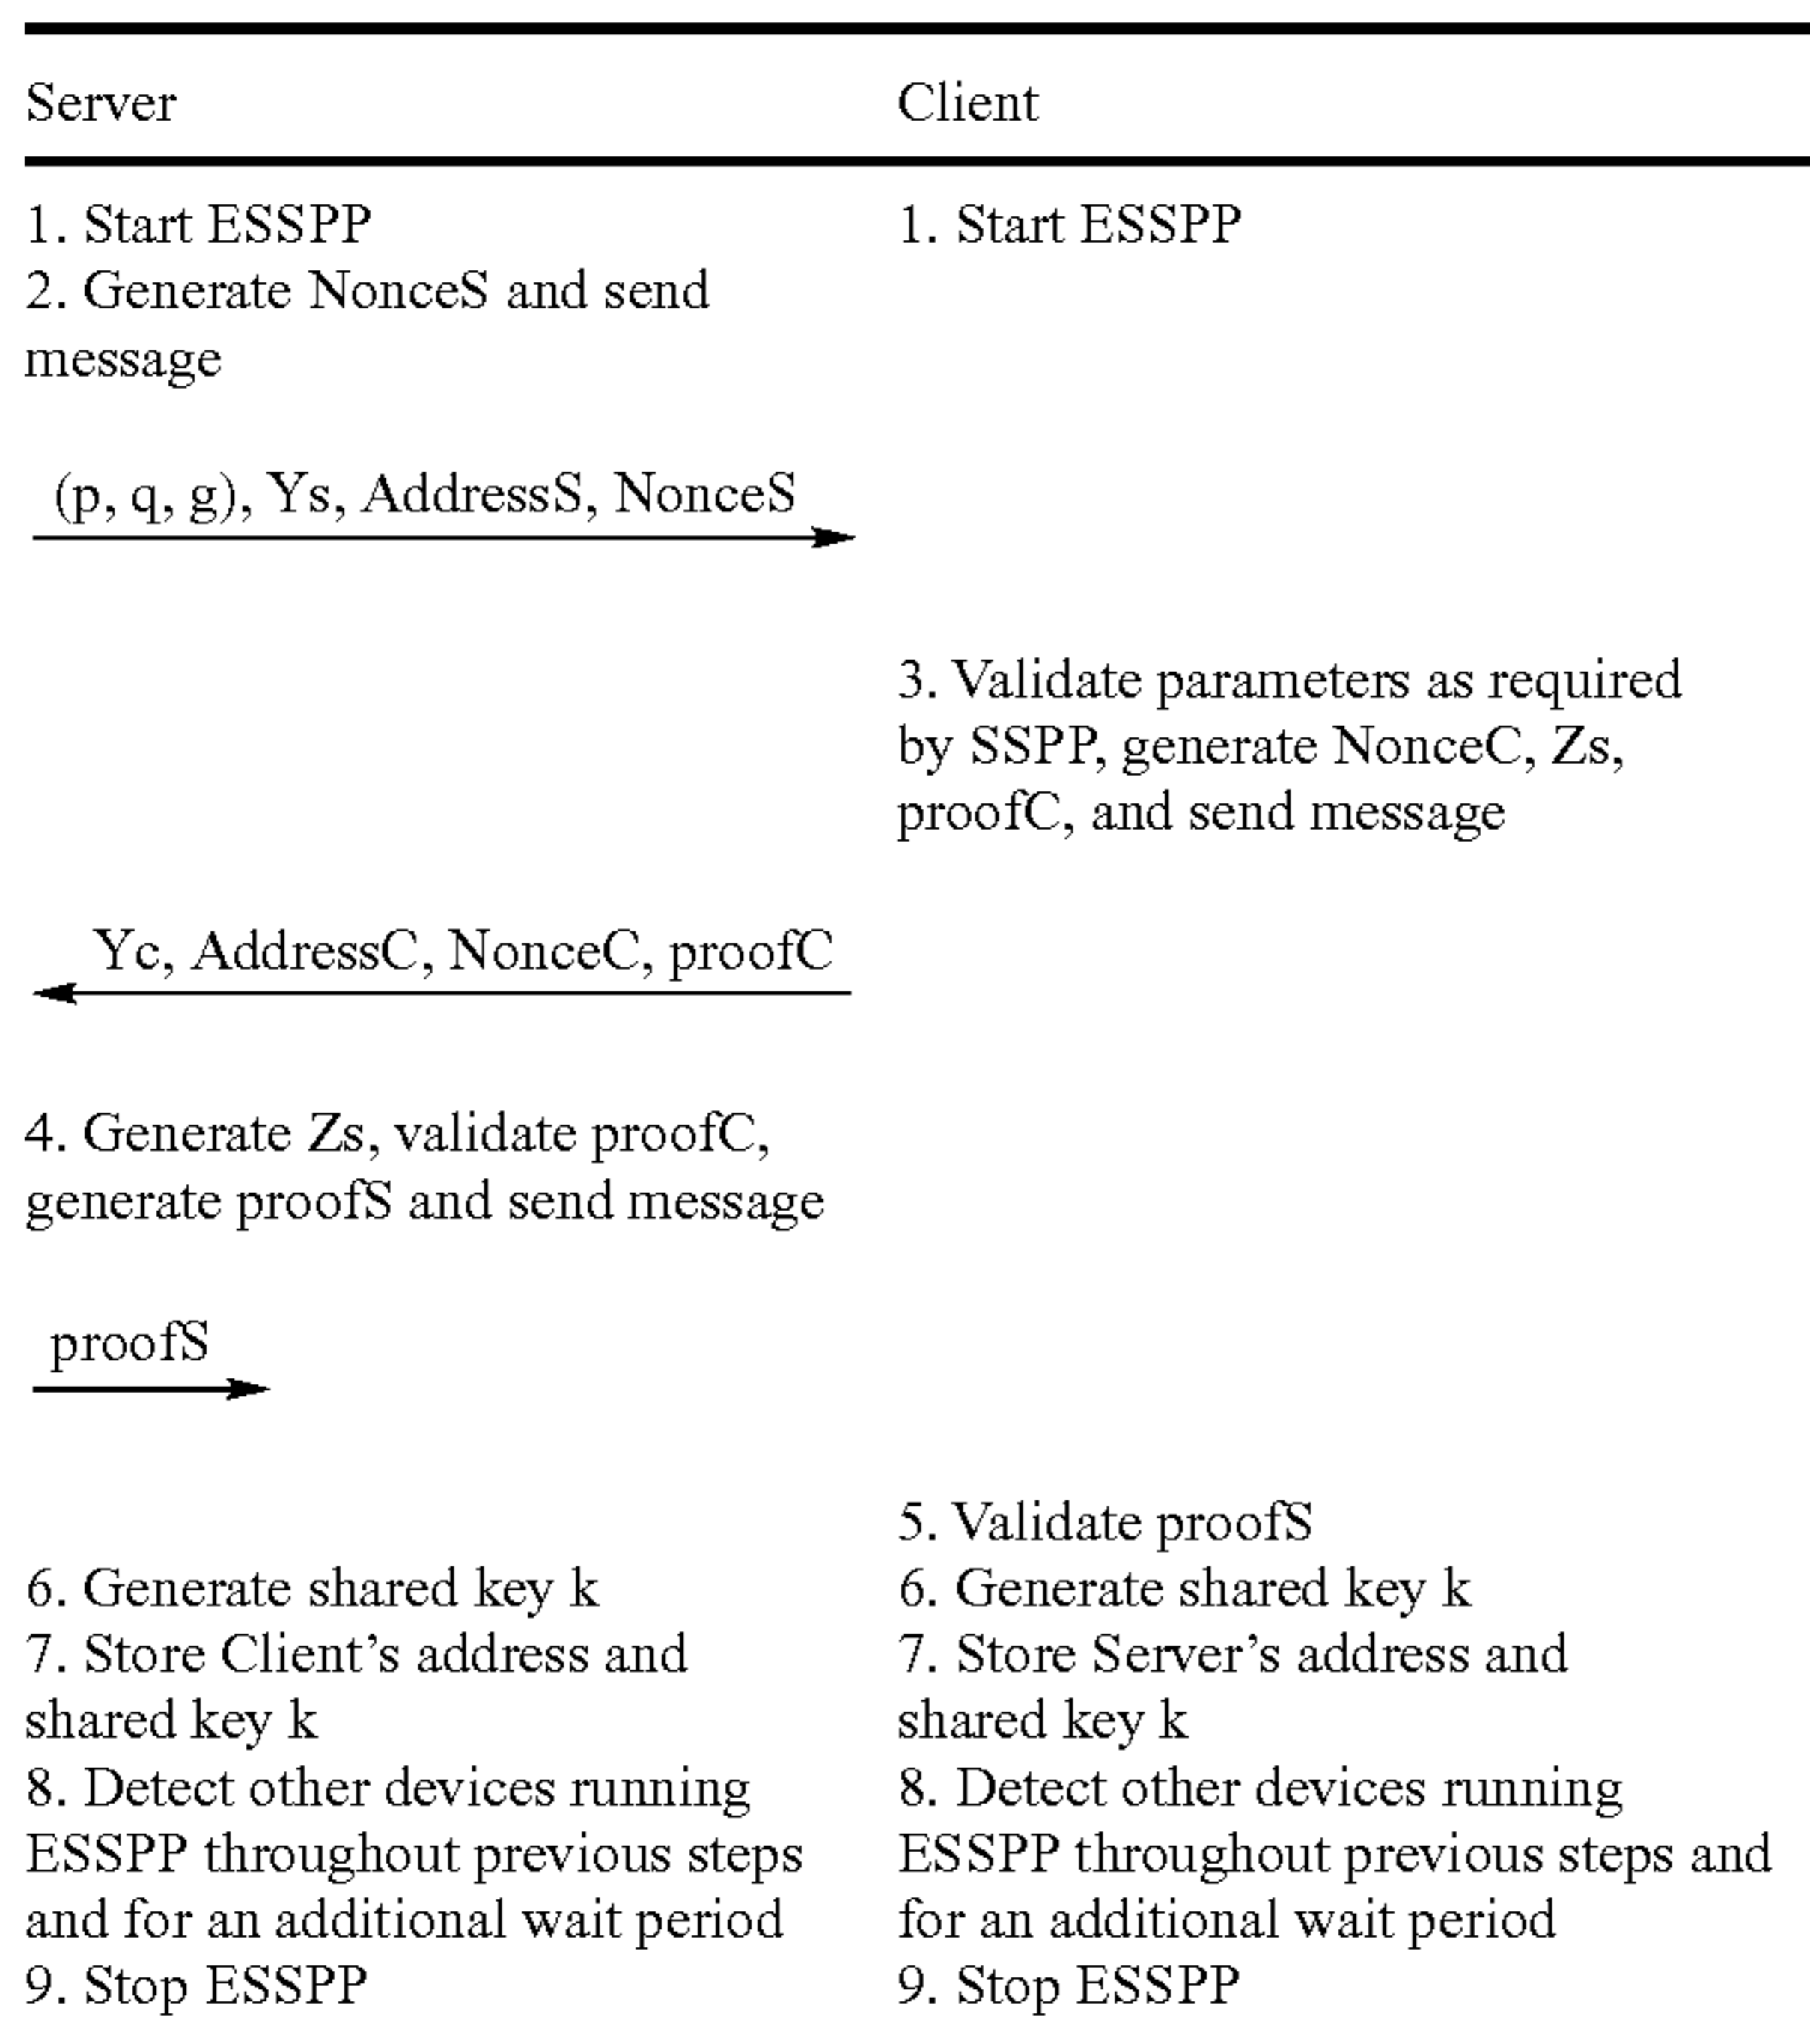 Server Client
1. Start ESSPP 1. Start ESSPP
2. Generate NonceS and send
message
(p, q, g), Ys, AddressS, NonceS
3. Validate parameters as required
by SSPP, generate NonceC, Zs,
proofC, and send message
Yc, AddressC, NonceC, proofC
4. Generate Zs, validate proofC,
generate proofS and send message
proofS
5. Validate proofS
6. Generate shared key k 6. Generate shared key k
7. Store Client’s address and 7. Store Server’s address and
shared key k shared key k
8. Detect other devices running 8. Detect other devices running
ESSPP throughout previous steps ESSPP throughout previous steps and
and for an additional wait period for an additional wait period
9. Stop ESSPP 9. Stop ESSPP